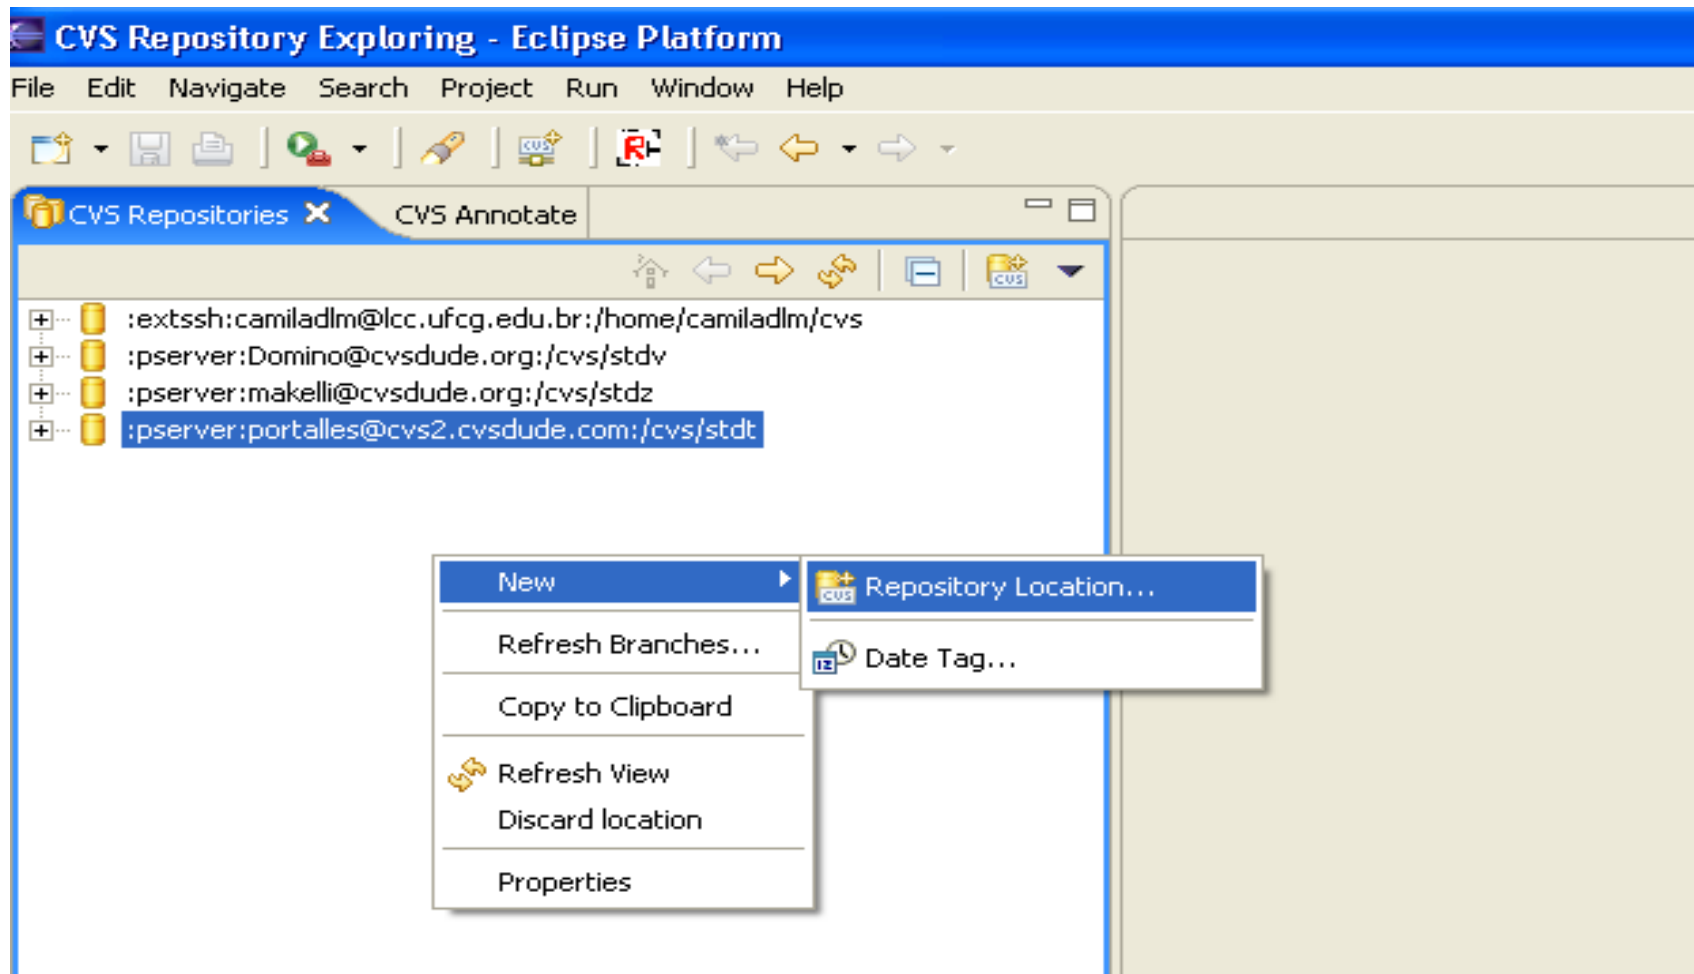 CVS Repository Exploring - Eclipse Platform
File Edit Navigate Search Project Run Window Help
CVS Repositories CVS Annotate
:extssh:camiladlm@lcc.ufcg.edu.br:/home/camiladlm/cvs
:pserver:Domino@cvsdude.org:/cvs/stdv
:pserver:makelli@cvsdude.org:/cvs/stdz
:pserver:portalles@cvs2.cvsdude.com:/cvs/stdt
New
Repository Location...
Refresh Branches...
Date Tag...
Copy to Clipboard
Refresh View
Discard location
Properties